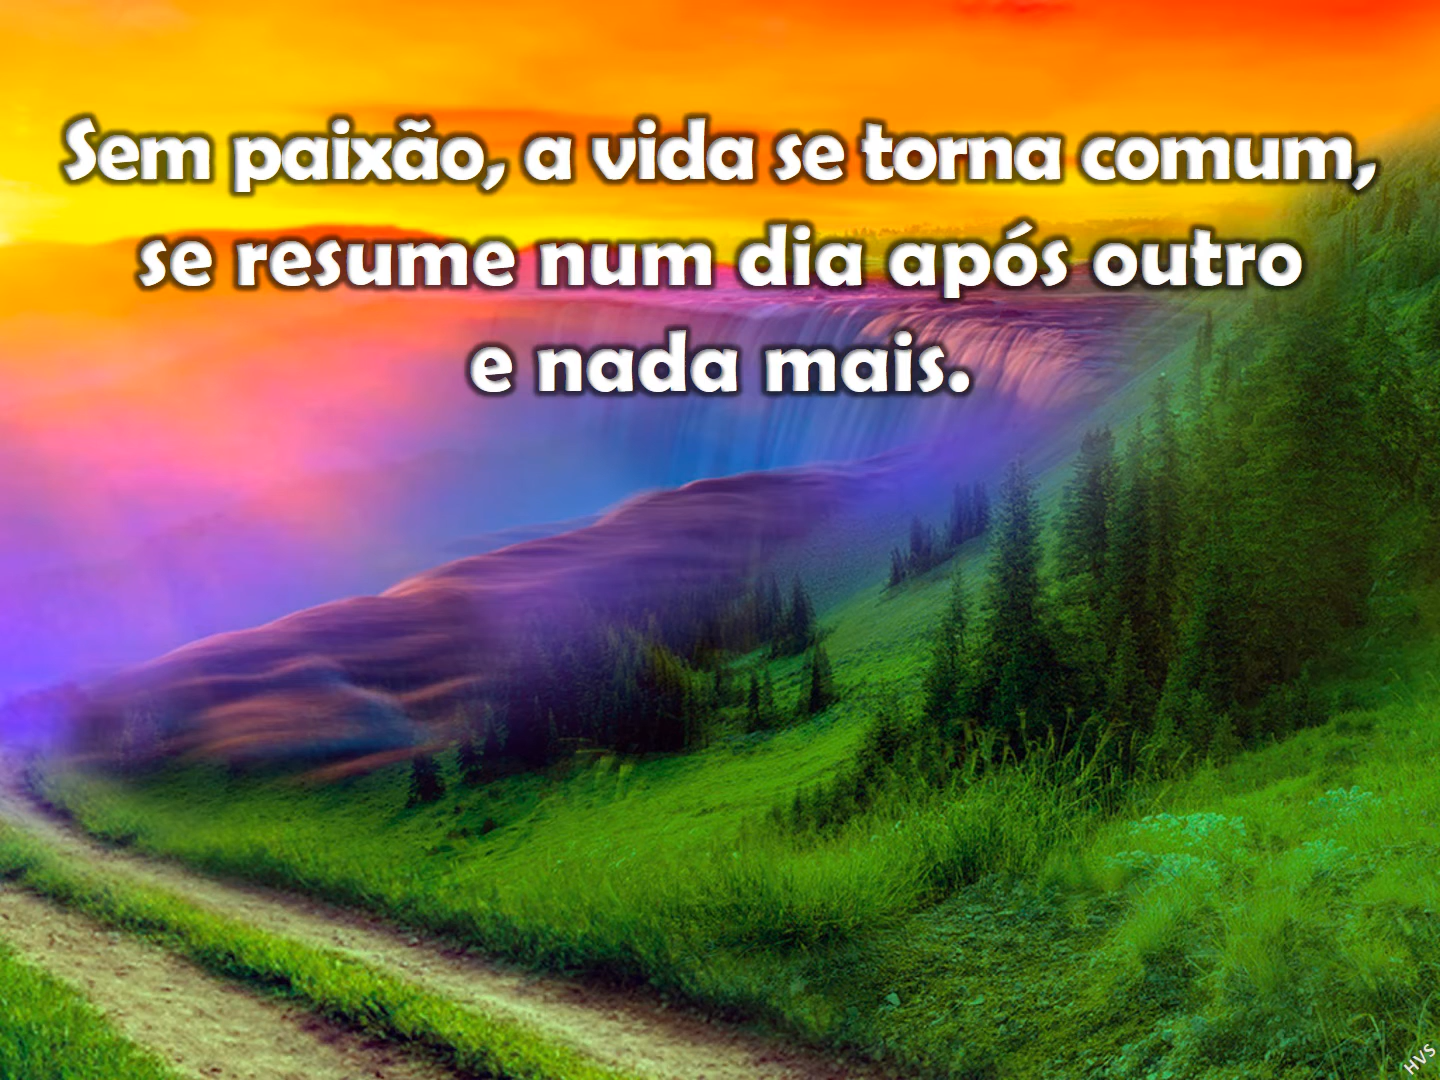 Sem paixão, a vida se torna comum,
se resume num dia após outro
e nada mais.
HVS